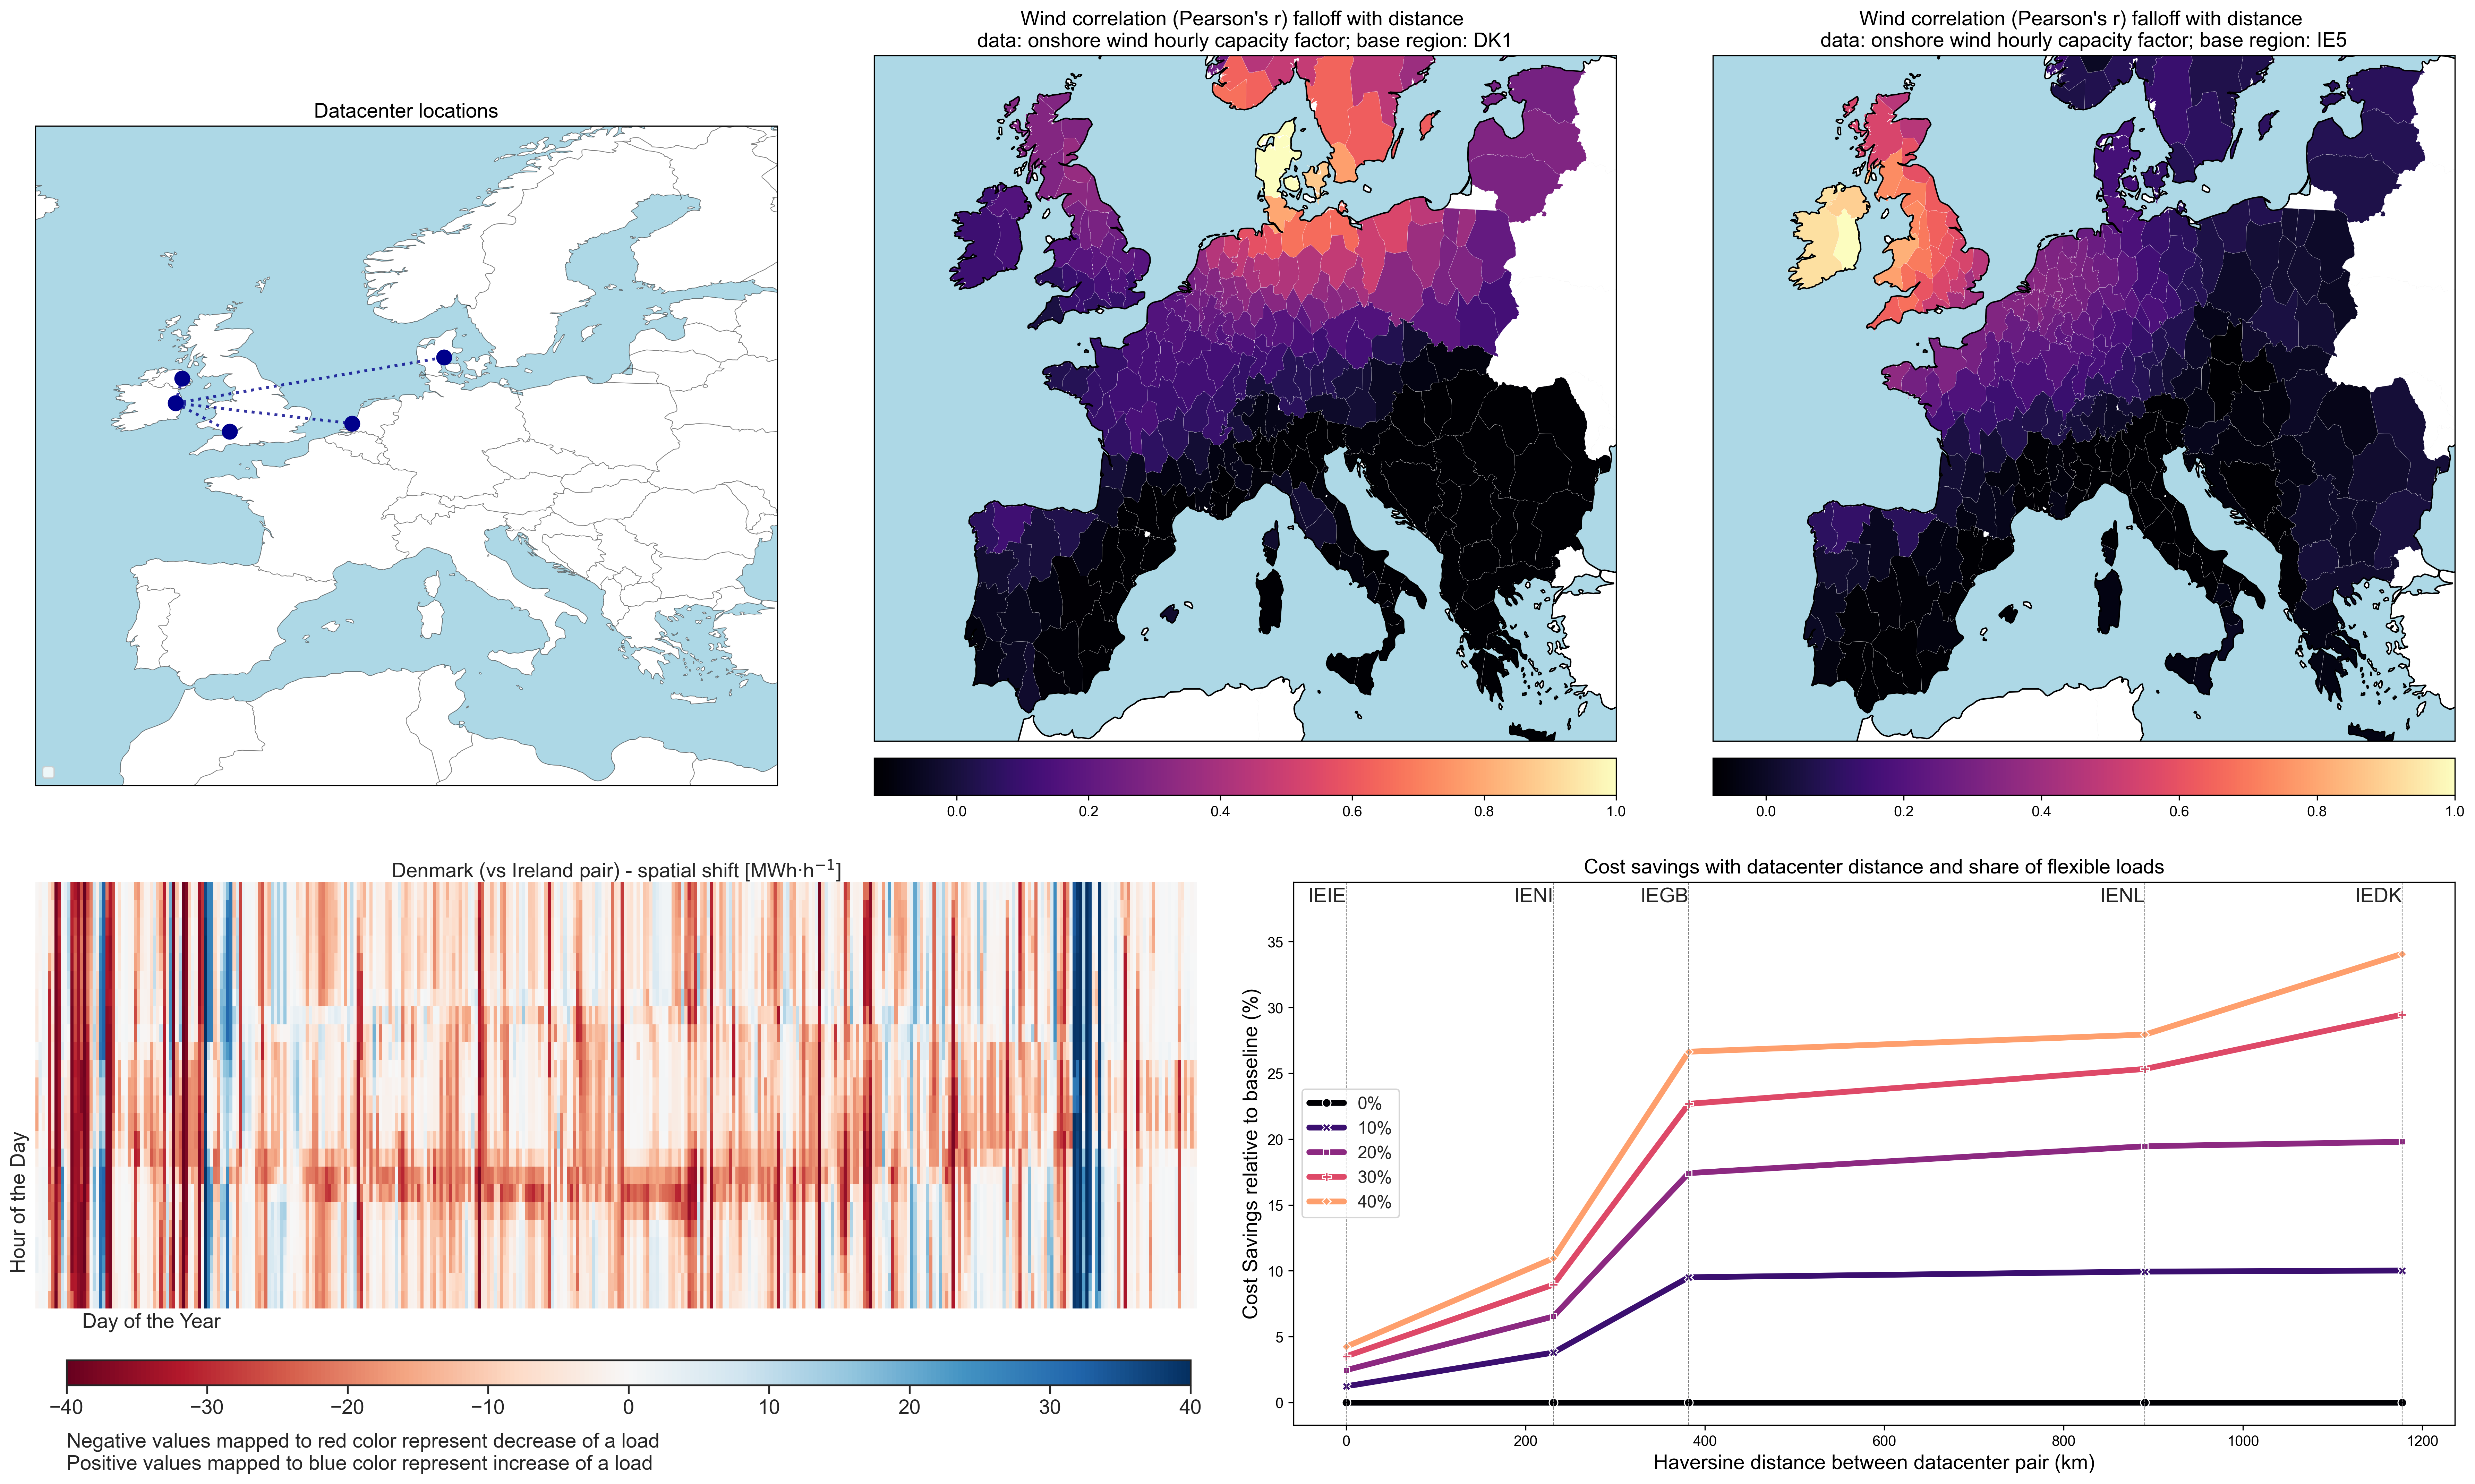 Datacenter locations
Wind correlation (Pearson's r) falloff with distance
data: onshore wind hourly capacity factor; base region: DK1
0.0 0.2 0.4 0.6 0.8 1.0
Wind correlation (Pearson's r) falloff with distance
data: onshore wind hourly capacity factor; base region: IE5
0.0 0.2 0.4 0.6 0.8 1.0
Denmark (vs Ireland pair) - spatial shift [MWh·h⁻¹]
Hour of the Day
Day of the Year
−40 −30 −20 −10 0 10 20 30 40
Negative values mapped to red color represent decrease of a load
Positive values mapped to blue color represent increase of a load
Cost savings with datacenter distance and share of flexible loads
IEIE IENI IEGB IENL IEDK
Cost Savings relative to baseline (%)
35
30
25
20
15
10
5
0
0%
10%
20%
30%
40%
0 200 400 600 800 1000 1200
Haversine distance between datacenter pair (km)